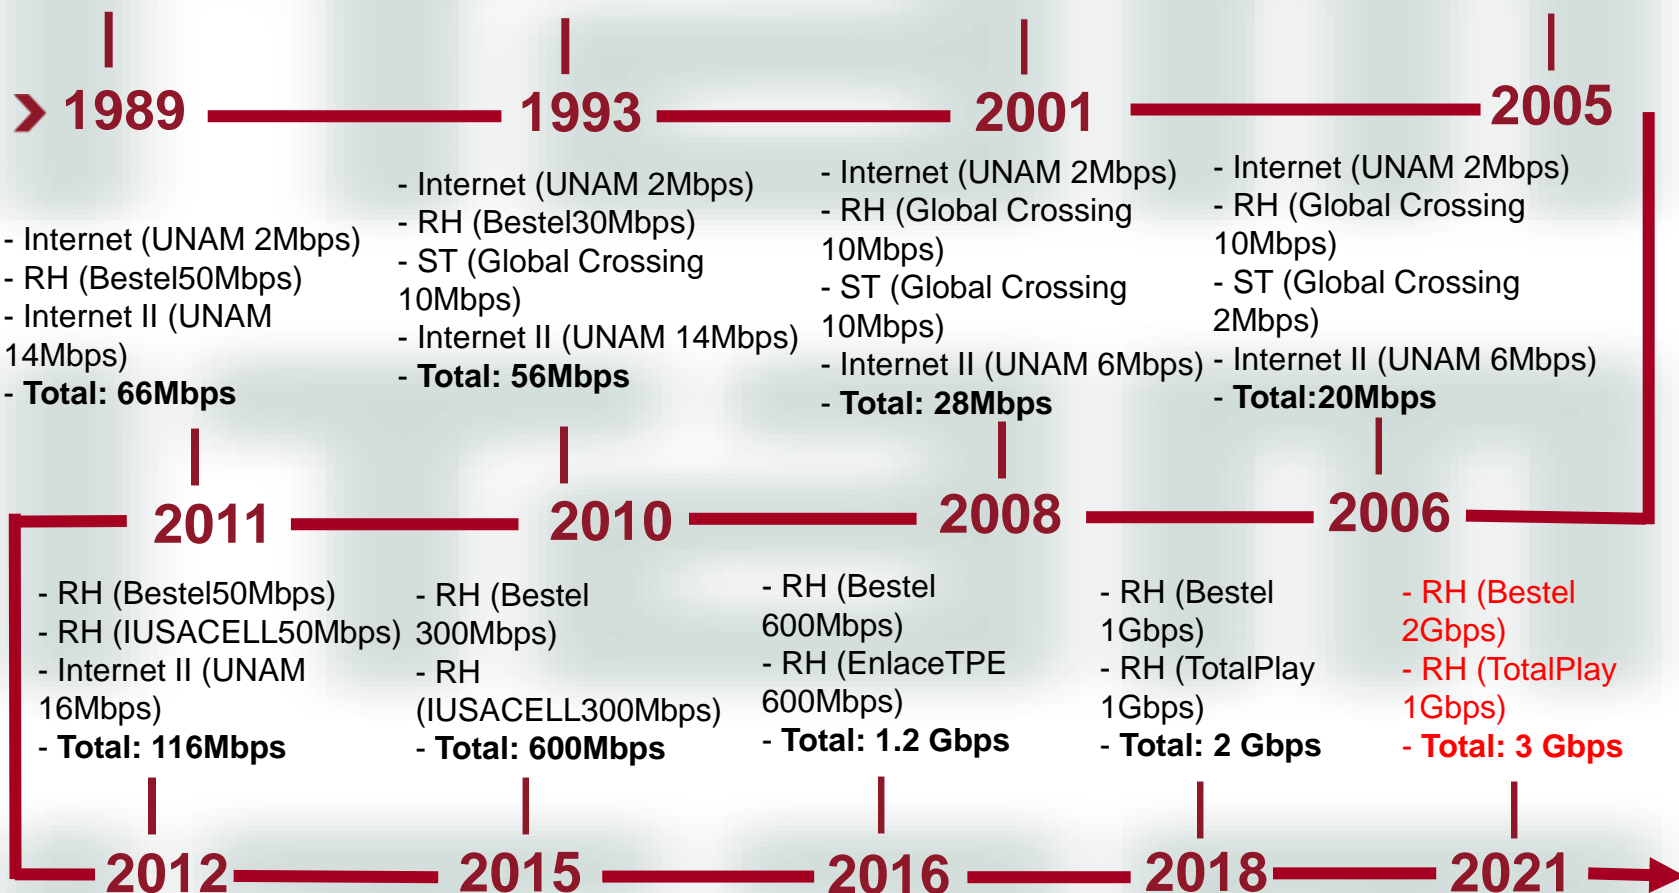 1989
1993
2001
2005
- Internet (UNAM 2Mbps)
- RH (Bestel50Mbps)
- Internet II (UNAM
14Mbps)
- Total: 66Mbps
- Internet (UNAM 2Mbps)
- RH (Bestel30Mbps)
- ST (Global Crossing
10Mbps)
- Internet II (UNAM 14Mbps)
- Total: 56Mbps
- Internet (UNAM 2Mbps)
- RH (Global Crossing
10Mbps)
- ST (Global Crossing
10Mbps)
- Internet II (UNAM 6Mbps)
- Total: 28Mbps
- Internet (UNAM 2Mbps)
- RH (Global Crossing
10Mbps)
- ST (Global Crossing
2Mbps)
- Internet II (UNAM 6Mbps)
- Total:20Mbps
2011
2010
2008
2006
- RH (Bestel50Mbps)
- RH (IUSACELL50Mbps)
- Internet II (UNAM
16Mbps)
- Total: 116Mbps
- RH (Bestel
300Mbps)
- RH
(IUSACELL300Mbps)
- Total: 600Mbps
- RH (Bestel
600Mbps)
- RH (EnlaceTPE
600Mbps)
- Total: 1.2 Gbps
- RH (Bestel
1Gbps)
- RH (TotalPlay
1Gbps)
- Total: 2 Gbps
- RH (Bestel
2Gbps)
- RH (TotalPlay
1Gbps)
- Total: 3 Gbps
2012
2015
2016
2018
2021